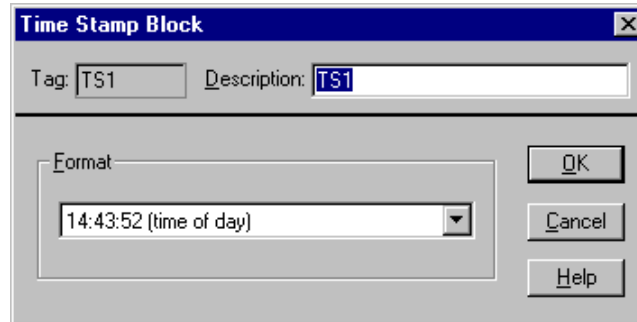 Time Stamp Block
Tag: TS1 Description: TS1
Format
14:43:52 (time of day)
OK
Cancel
Help